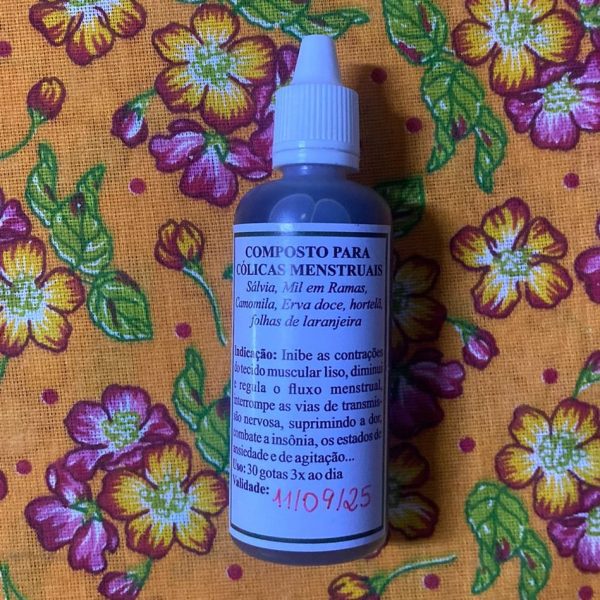 COMPOSTO PARA
CÓLICAS MENSTRUAIS
Sálvia, Mil em Ramas,
Camomila, Erva doce, hortelã,
folhas de laranjeira
Indicação: Inibe as contrações
do tecido muscular liso, diminui
e regula o fluxo menstrual,
interrompe as vias de transmis-
são nervosa, suprimindo a dor,
combate a insônia, os estados de
ansiedade e de agitação...
Uso: 30 gotas 3x ao dia
Validade: 11/09/25